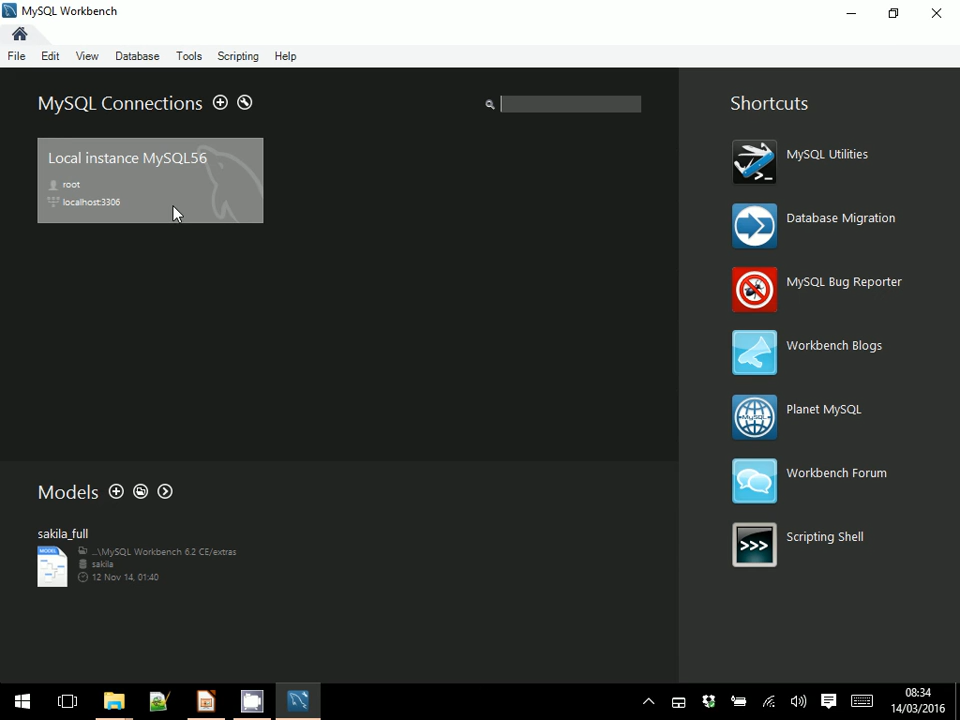 MySQL Workbench
File Edit View Database Tools Scripting Help
MySQL Connections
Local instance MySQL56
root
localhost:3306
Shortcuts
MySQL Utilities
Database Migration
MySQL Bug Reporter
Workbench Blogs
MySQL
Planet MySQL
Workbench Forum
>>>
Scripting Shell
Models
sakila_full
MODEL
...\MySQL Workbench 6.2 CE/extras
sakila
12 Nov 14, 01:40
08:34
14/03/2016